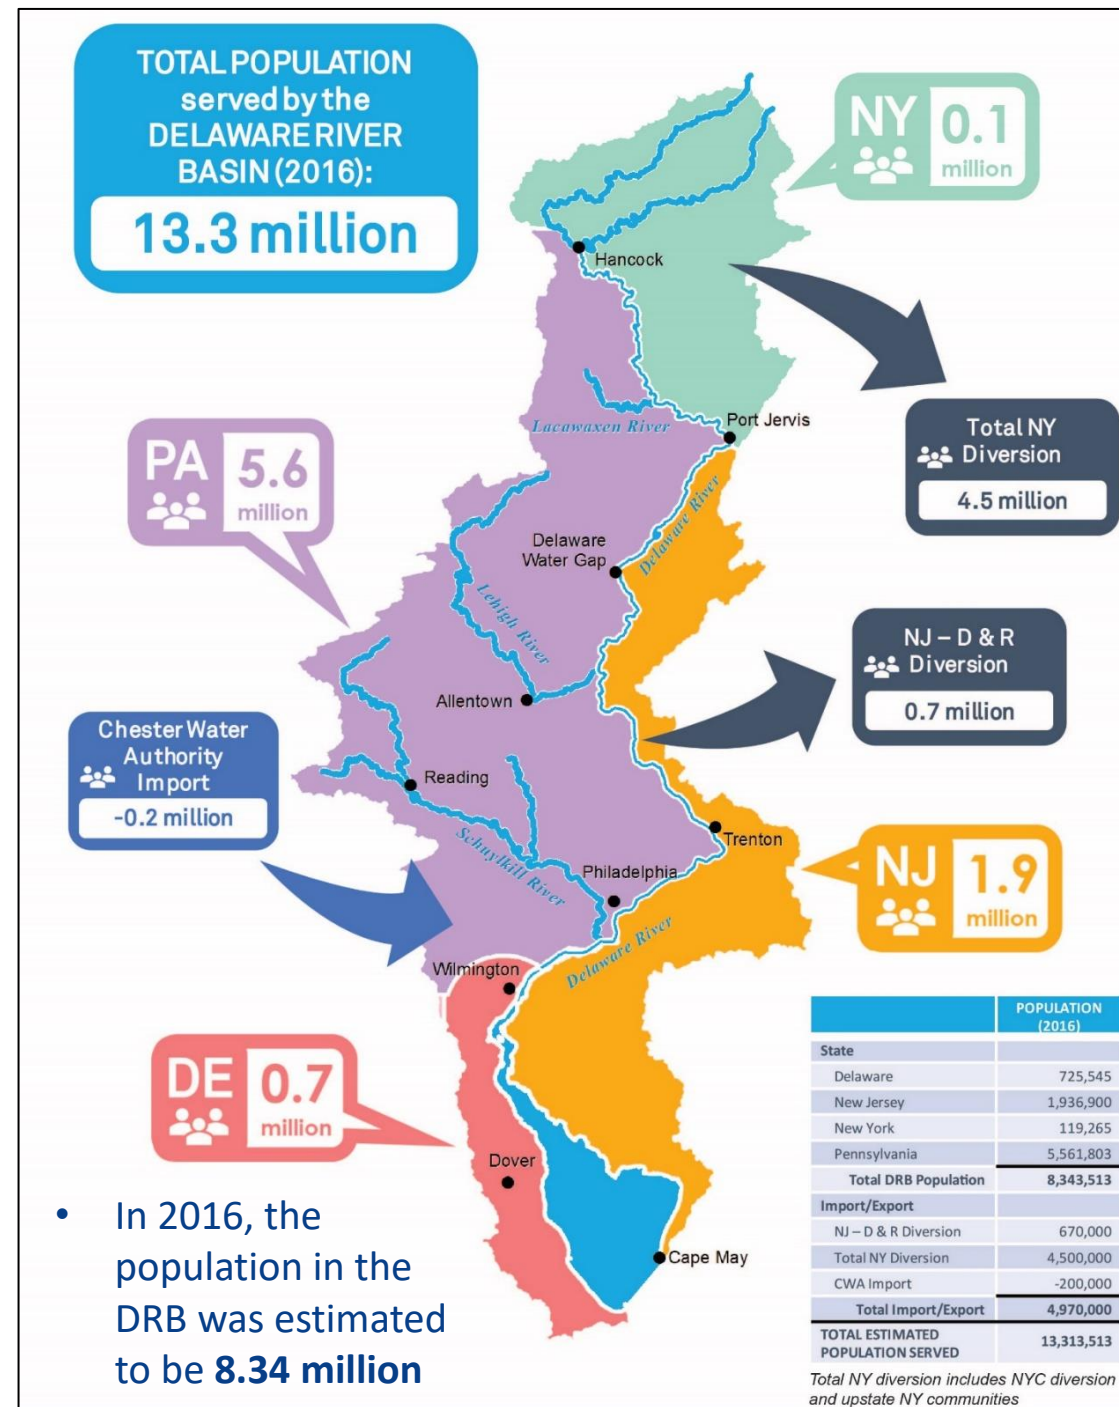 TOTAL POPULATION
served by the
DELAWARE RIVER
BASIN (2016):
13.3 million
NY
0.1
million
Hancock
Lacawaxen River
Port Jervis
Total NY
Diversion
4.5 million
PA
5.6
million
Delaware
Water Gap
Delaware River
Lehigh River
NJ – D & R
Diversion
0.7 million
Allentown
Chester Water
Authority
Import
-0.2 million
Reading
Schuylkill River
Trenton
Philadelphia
NJ
1.9
million
Delaware River
Wilmington
DE
0.7
million
Dover
Cape May
• In 2016, the
population in the
DRB was estimated
to be 8.34 million
POPULATION
(2016)
State
Delaware 725,545
New Jersey 1,936,900
New York 119,265
Pennsylvania 5,561,803
Total DRB Population 8,343,513
Import/Export
NJ – D & R Diversion 670,000
Total NY Diversion 4,500,000
CWA Import -200,000
Total Import/Export 4,970,000
TOTAL ESTIMATED
POPULATION SERVED 13,313,513
Total NY diversion includes NYC diversion
and upstate NY communities